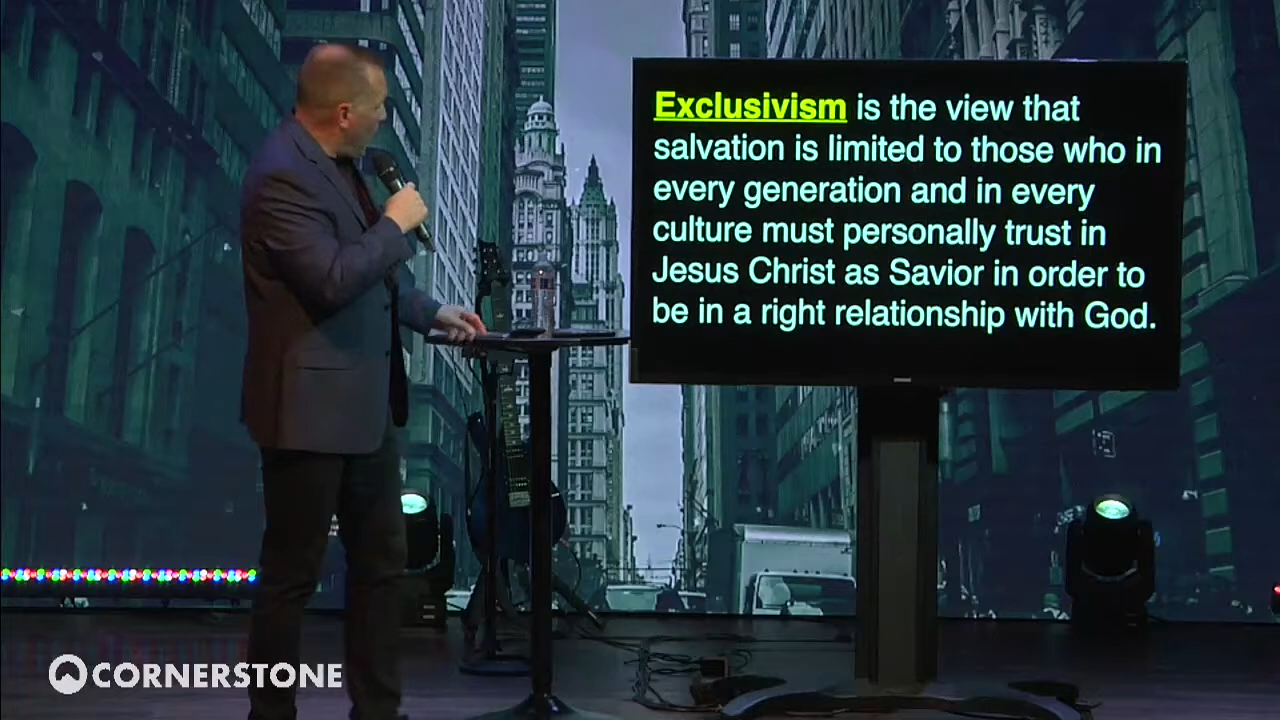 Exclusivism is the view that
salvation is limited to those who in
every generation and in every
culture must personally trust in
Jesus Christ as Savior in order to
be in a right relationship with God.
CORNERSTONE